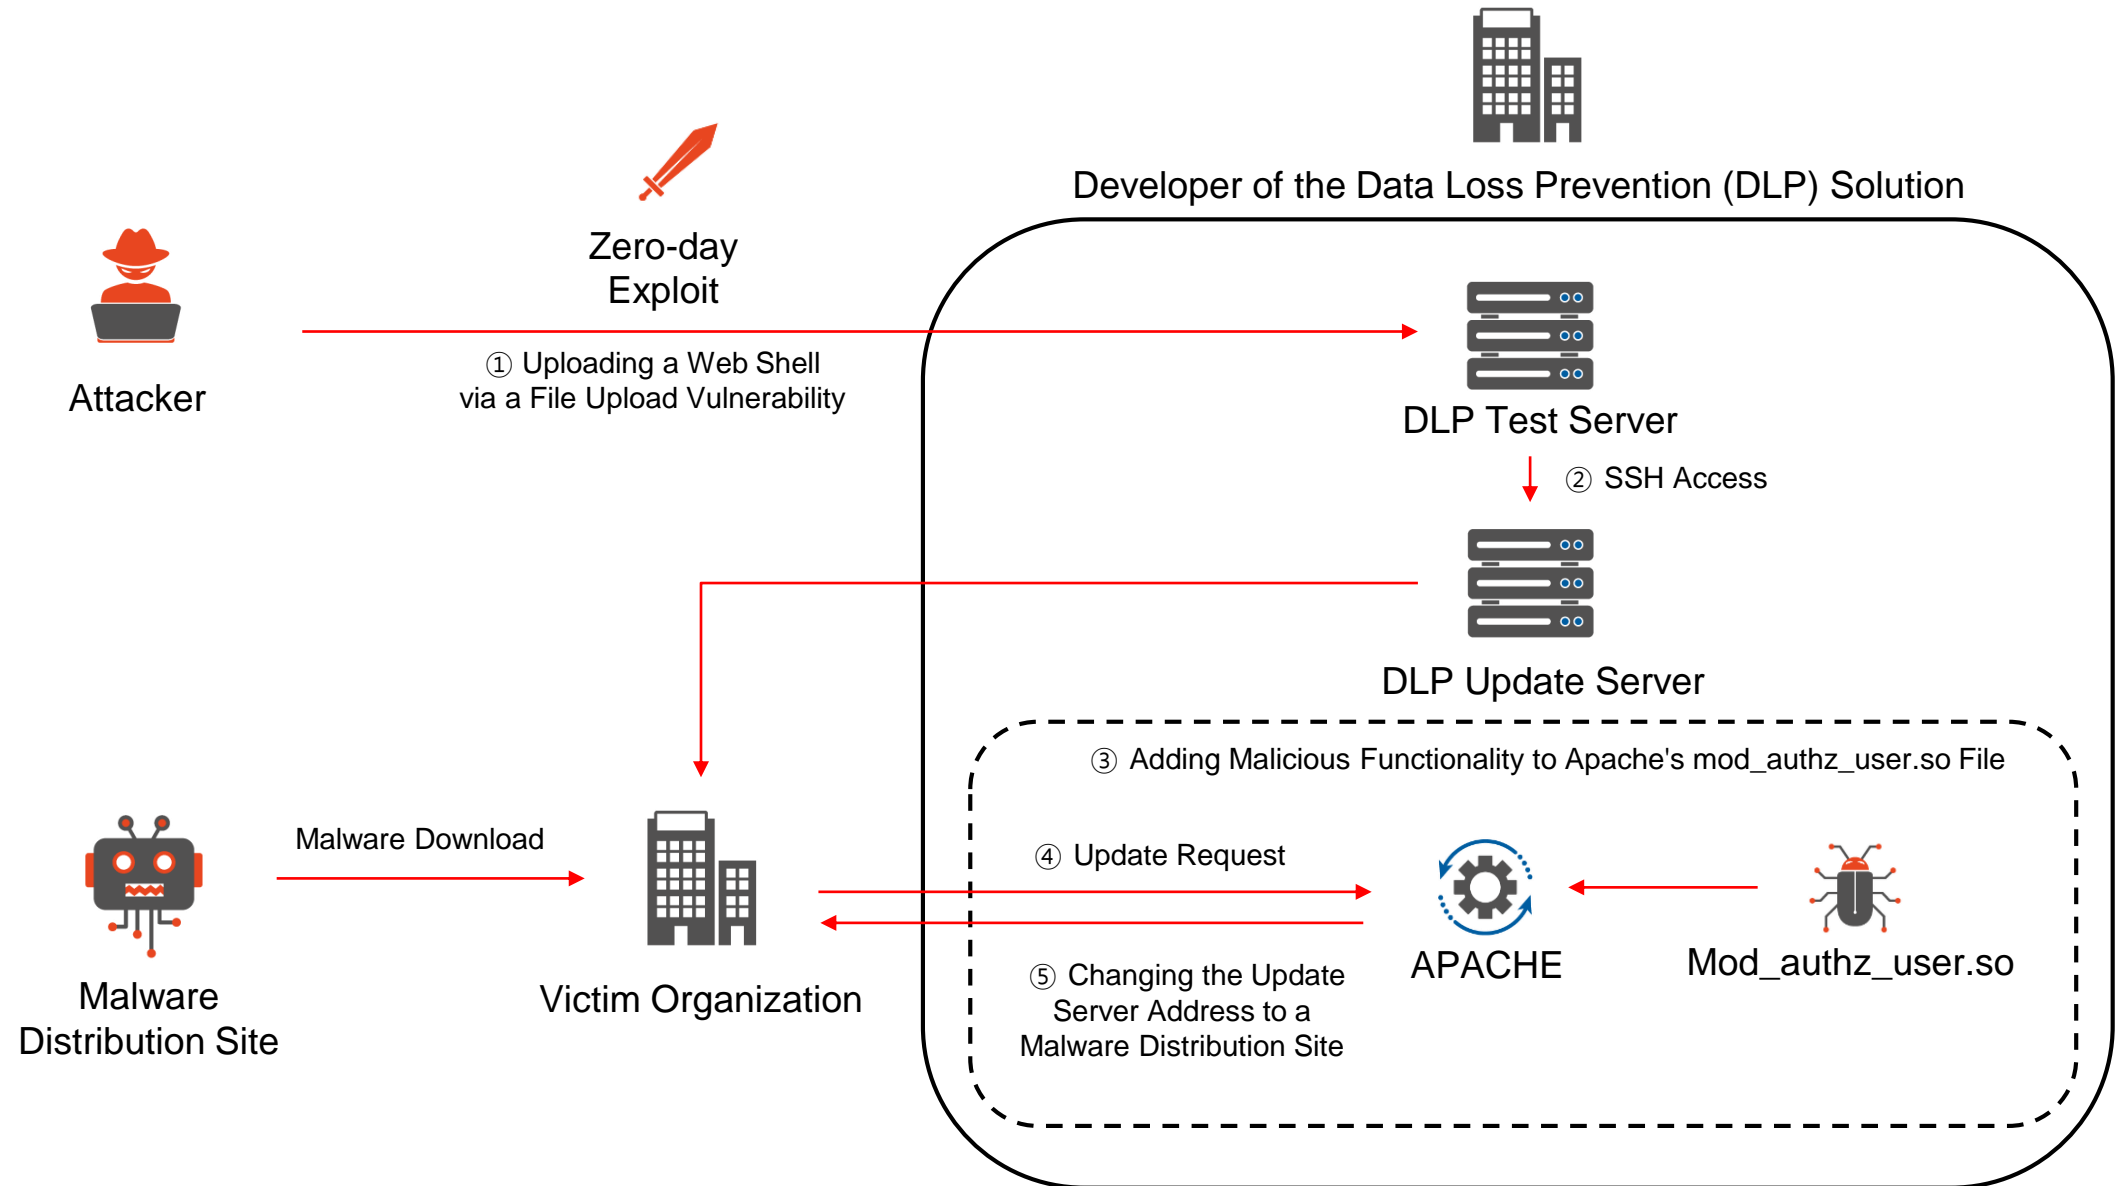 Developer of the Data Loss Prevention (DLP) Solution
Zero-day
Exploit
① Uploading a Web Shell
via a File Upload Vulnerability
Attacker
DLP Test Server
② SSH Access
DLP Update Server
③ Adding Malicious Functionality to Apache's mod_authz_user.so File
Malware Download
④ Update Request
APACHE
Mod_authz_user.so
⑤ Changing the Update
Server Address to a
Malware Distribution Site
Victim Organization
Malware
Distribution Site